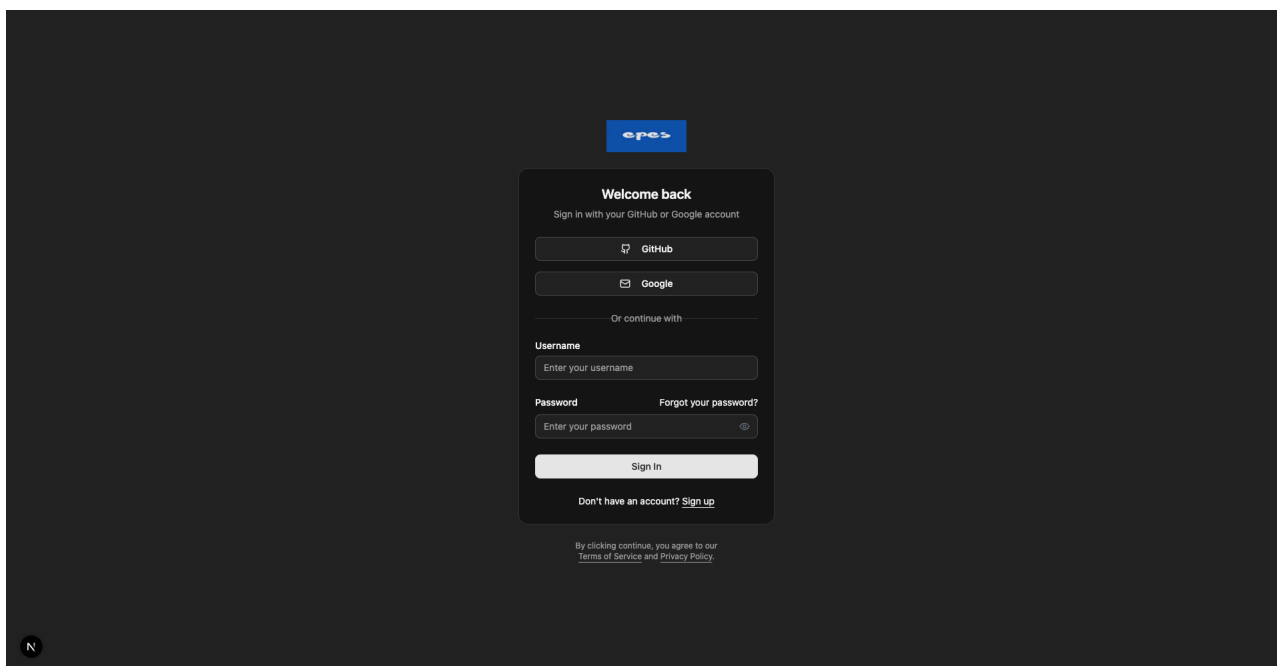 epes
Welcome back
Sign in with your GitHub or Google account
GitHub
Google
Or continue with
Username
Enter your username
Password Forgot your password?
Enter your password
Sign In
Don't have an account? Sign up
By clicking continue, you agree to our
Terms of Service and Privacy Policy.
N